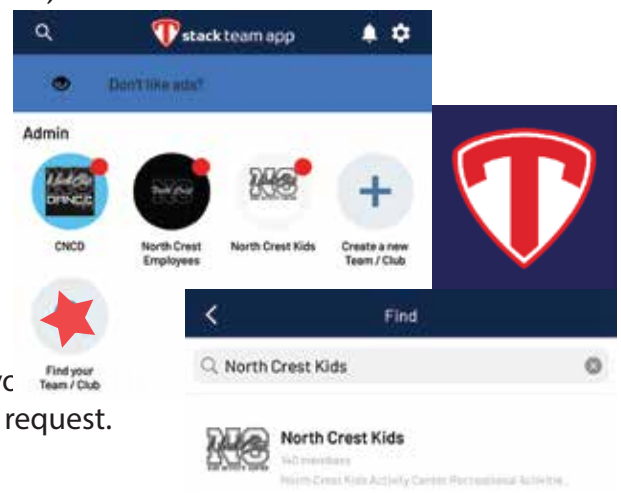 stack team app
Don't like ads?
Admin
CNCD
North Crest
Employees
North Crest Kids
Create a new
Team / Club
Find your
Team / Club
request.
Find
North Crest Kids
North Crest Kids
140 members
North Crest Kids Activity Center Recreational Activitie...